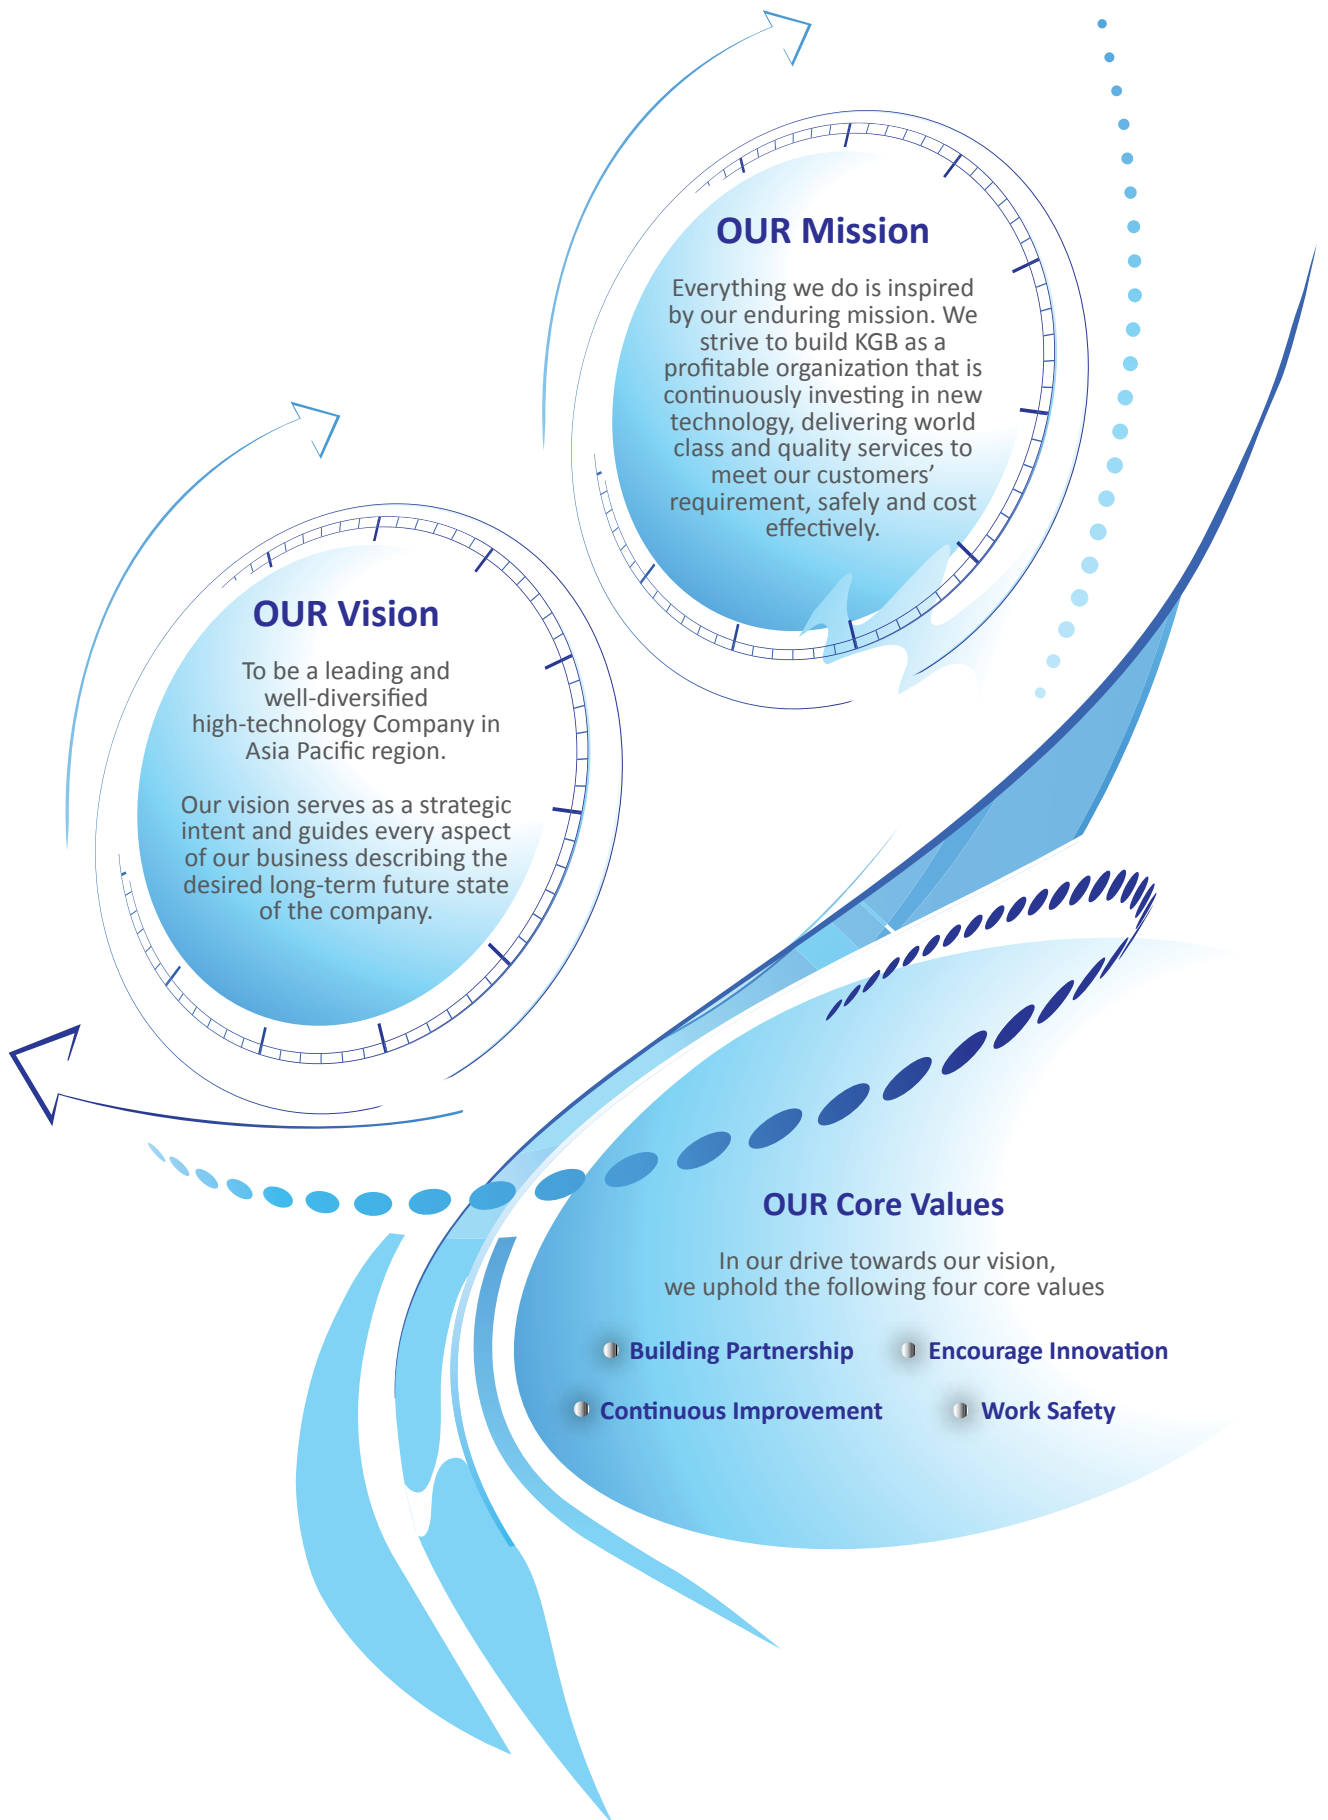 OUR Mission
Everything we do is inspired
by our enduring mission. We
strive to build KGB as a
profitable organization that is
continuously investing in new
technology, delivering world
class and quality services to
meet our customers’
requirement, safely and cost
effectively.
OUR Vision
To be a leading and
well-diversified
high-technology Company in
Asia Pacific region.
Our vision serves as a strategic
intent and guides every aspect
of our business describing the
desired long-term future state
of the company.
OUR Core Values
In our drive towards our vision,
we uphold the following four core values
Building Partnership
Encourage Innovation
Continuous Improvement
Work Safety